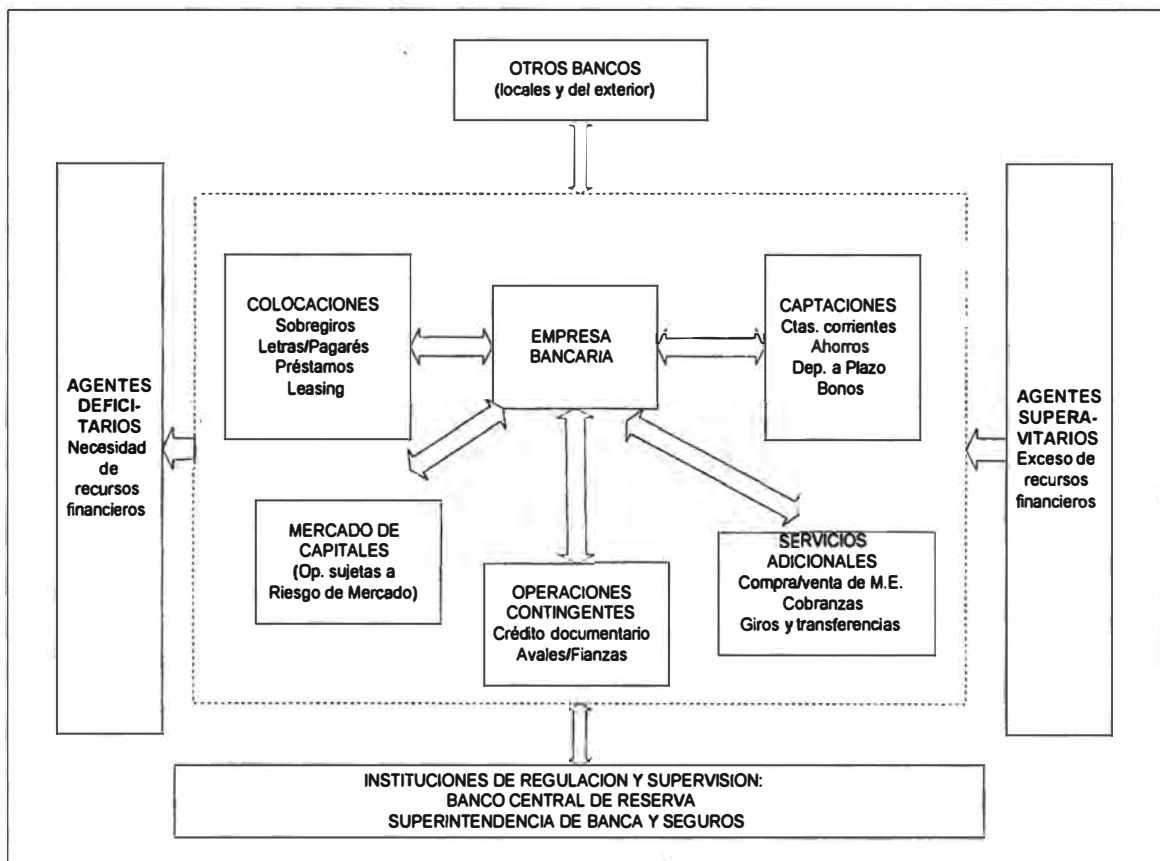 OTROS BANCOS
(locales y del exterior)
COLOCACIONES
Sobregiros
Letras/Pagarés
Préstamos
Leasing
EMPRESA
BANCARIA
CAPTACIONES
Ctas. corrientes
Ahorros
Dep. a Plazo
Bonos
AGENTES
DEFICI-
TARIOS
Necesidad
de
recursos
financieros
AGENTES
SUPERA-
VITARIOS
Exceso de
recursos
financieros
MERCADO DE
CAPITALES
(Op. sujetas a
Riesgo de Mercado)
OPERACIONES
CONTINGENTES
Crédito documentario
Avales/Fianzas
SERVICIOS
ADICIONALES
Compra/venta de M.E.
Cobranzas
Giros y transferencias
INSTITUCIONES DE REGULACION Y SUPERVISION:
BANCO CENTRAL DE RESERVA
SUPERINTENDENCIA DE BANCA Y SEGUROS